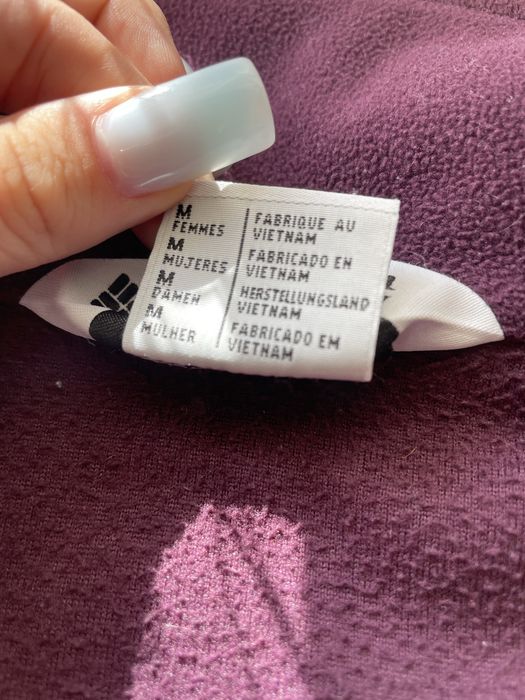 M
FEMMES
M
MUJERES
M
DAMEN
M
MULHER
FABRIQUE AU
VIETNAM
FABRICADO EN
VIETNAM
HERSTELLUNGSLAND
VIETNAM
FABRICADO EM
VIETNAM